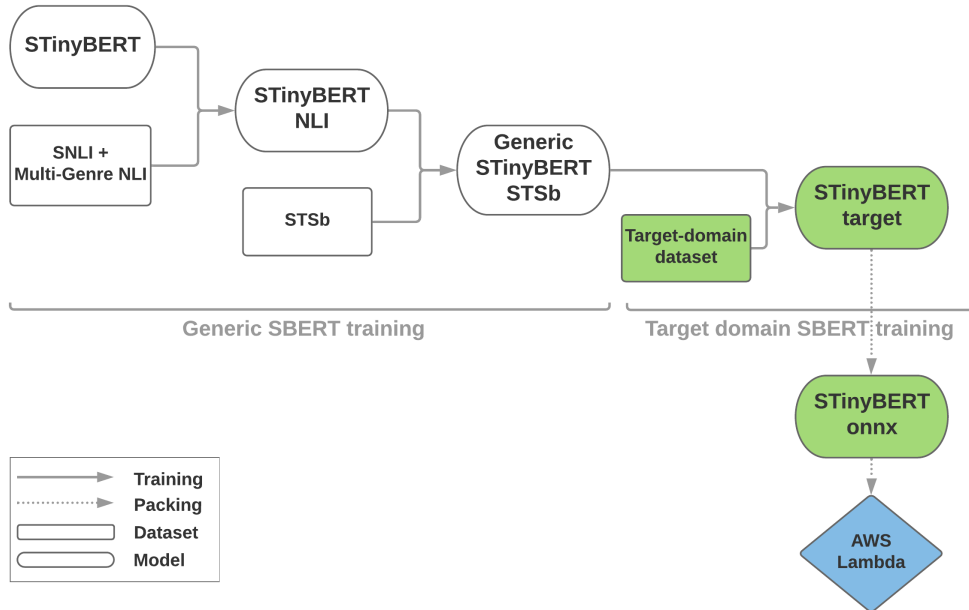 STinyBERT
SNLI +
Multi-Genre NLI
STinyBERT
NLI
STSb
Generic
STinyBERT
STSb
Target-domain
dataset
STinyBERT
target
Generic SBERT training
Target domain SBERT training
STinyBERT
onnx
AWS
Lambda
Training
Packing
Dataset
Model